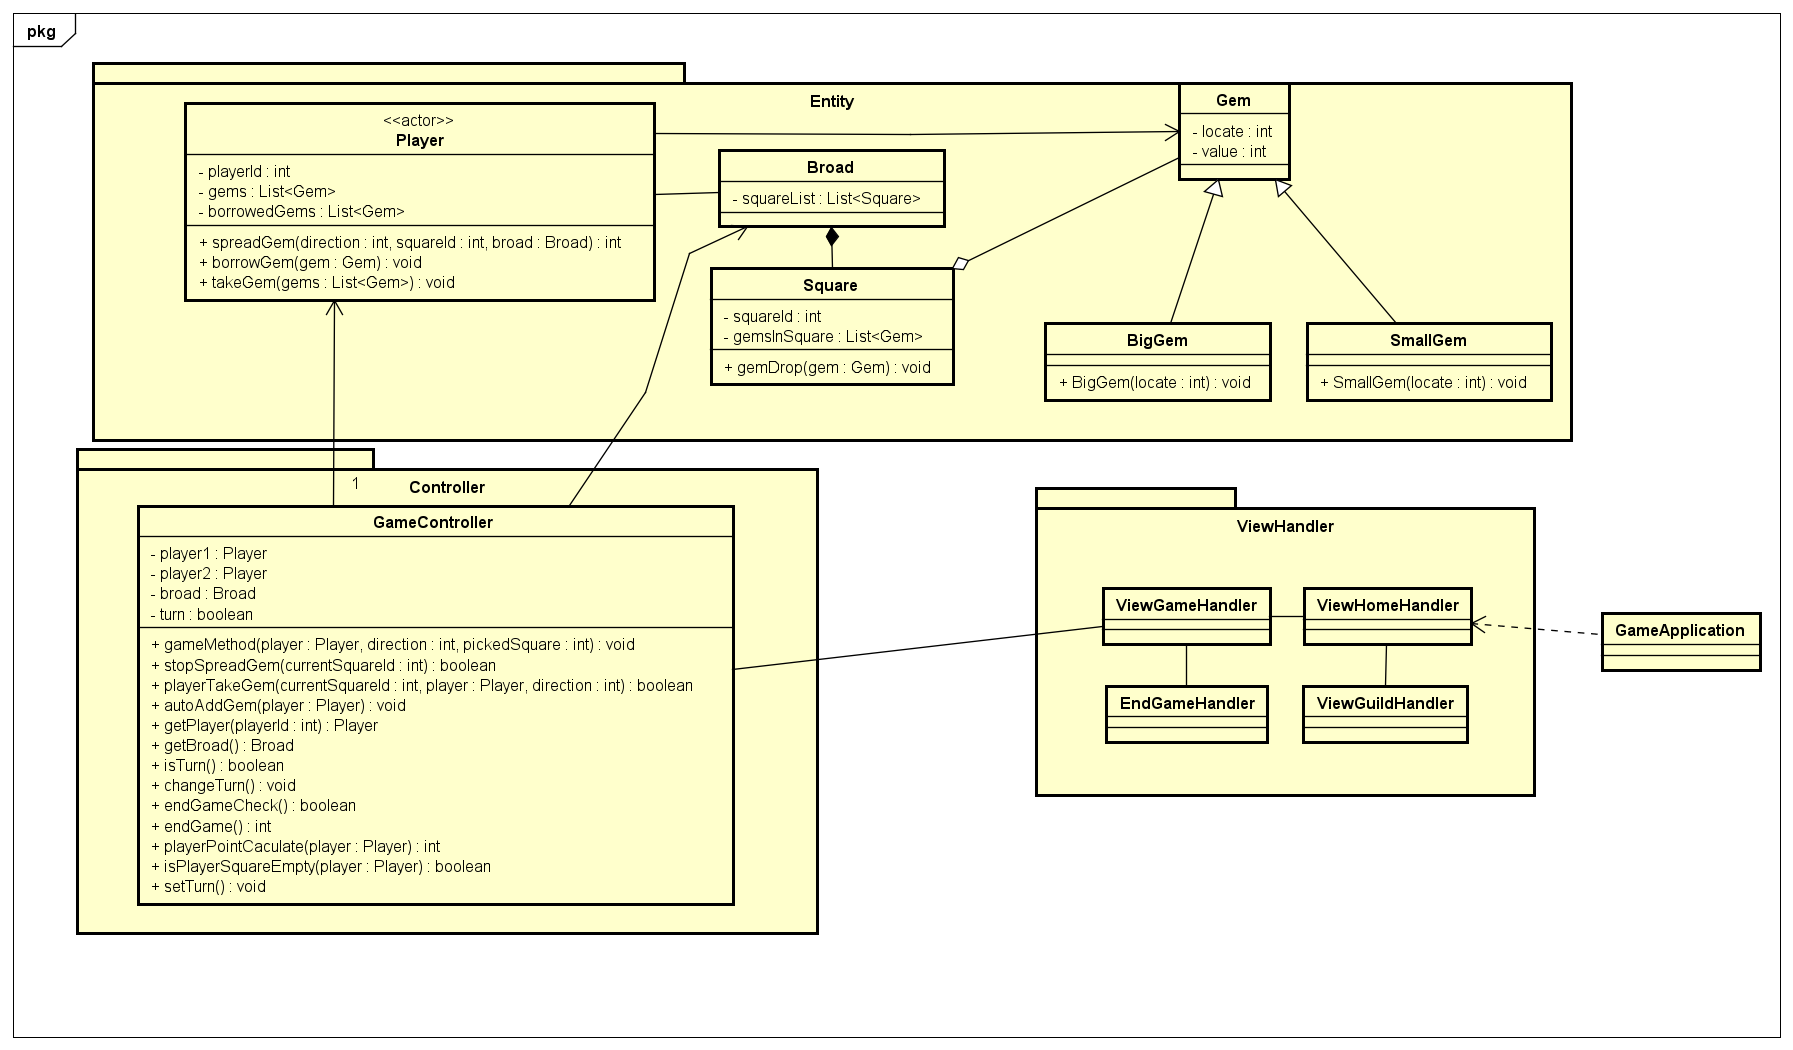 pkg
Entity
<<actor>>
Player
- playerId : int
- gems : List<Gem>
- borrowedGems : List<Gem>
+ spreadGem(direction : int, squareId : int, broad : Broad) : int
+ borrowGem(gem : Gem) : void
+ takeGem(gems : List<Gem>) : void
Broad
- squareList : List<Square>
Gem
- locate : int
- value : int
Square
- squareId : int
- gemsInSquare : List<Gem>
+ gemDrop(gem : Gem) : void
BigGem
+ BigGem(locate : int) : void
SmallGem
+ SmallGem(locate : int) : void
1
Controller
GameController
- player1 : Player
- player2 : Player
- broad : Broad
- turn : boolean
+ gameMethod(player : Player, direction : int, pickedSquare : int) : void
+ stopSpreadGem(currentSquareId : int) : boolean
+ playerTakeGem(currentSquareId : int, player : Player, direction : int) : boolean
+ autoAddGem(player : Player) : void
+ getPlayer(playerId : int) : Player
+ getBroad() : Broad
+ isTurn() : boolean
+ changeTurn() : void
+ endGameCheck() : boolean
+ endGame() : int
+ playerPointCaculate(player : Player) : int
+ isPlayerSquareEmpty(player : Player) : boolean
+ setTurn() : void
ViewHandler
ViewGameHandler
ViewHomeHandler
EndGameHandler
ViewGuildHandler
GameApplication